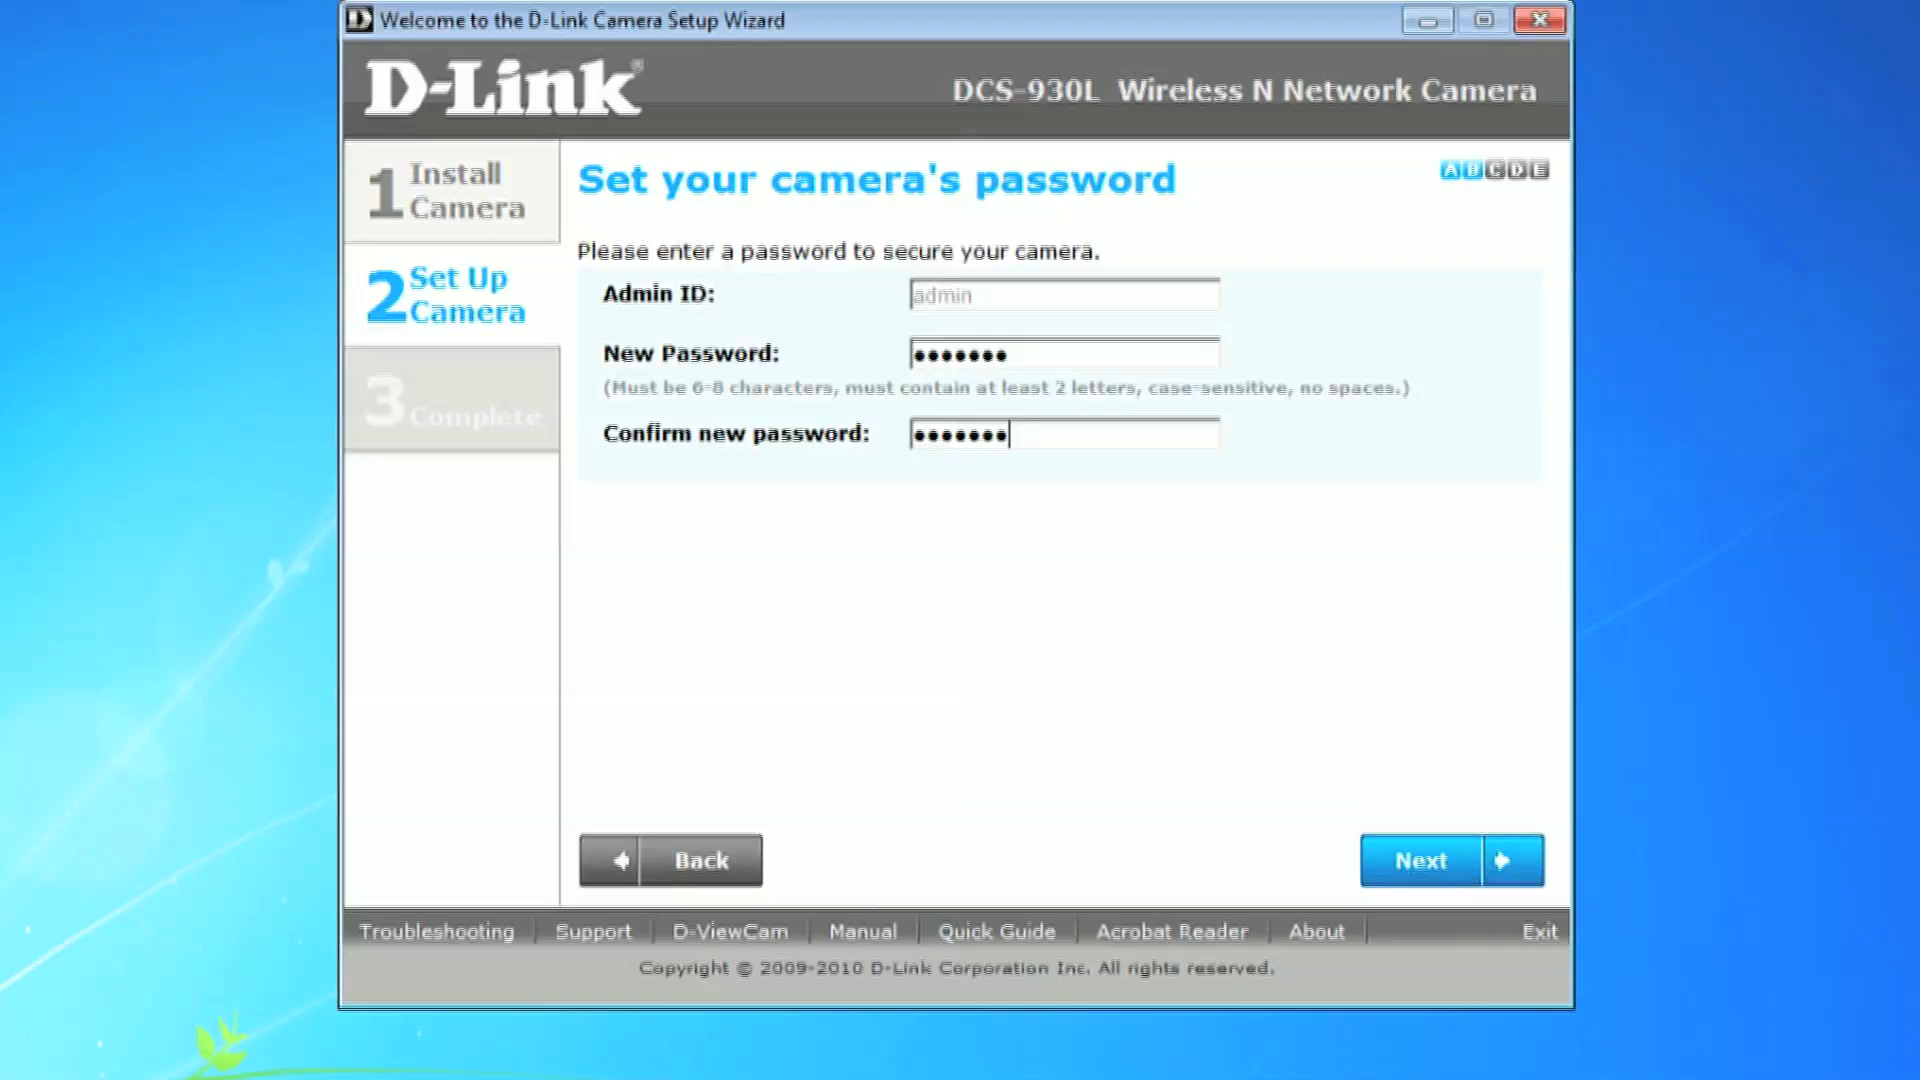 Welcome to the D-Link Camera Setup Wizard
D-Link®
DCS-930L Wireless N Network Camera
1 Install
Camera
2 Set Up
Camera
3 Complete
Set your camera's password
A B C D E
Please enter a password to secure your camera.
Admin ID: admin
New Password: •••••••
(Must be 6-8 characters, must contain at least 2 letters, case-sensitive, no spaces.)
Confirm new password: •••••••
Back
Next
Troubleshooting Support D-ViewCam Manual Quick Guide Acrobat Reader About Exit
Copyright © 2009-2010 D-Link Corporation Inc. All rights reserved.